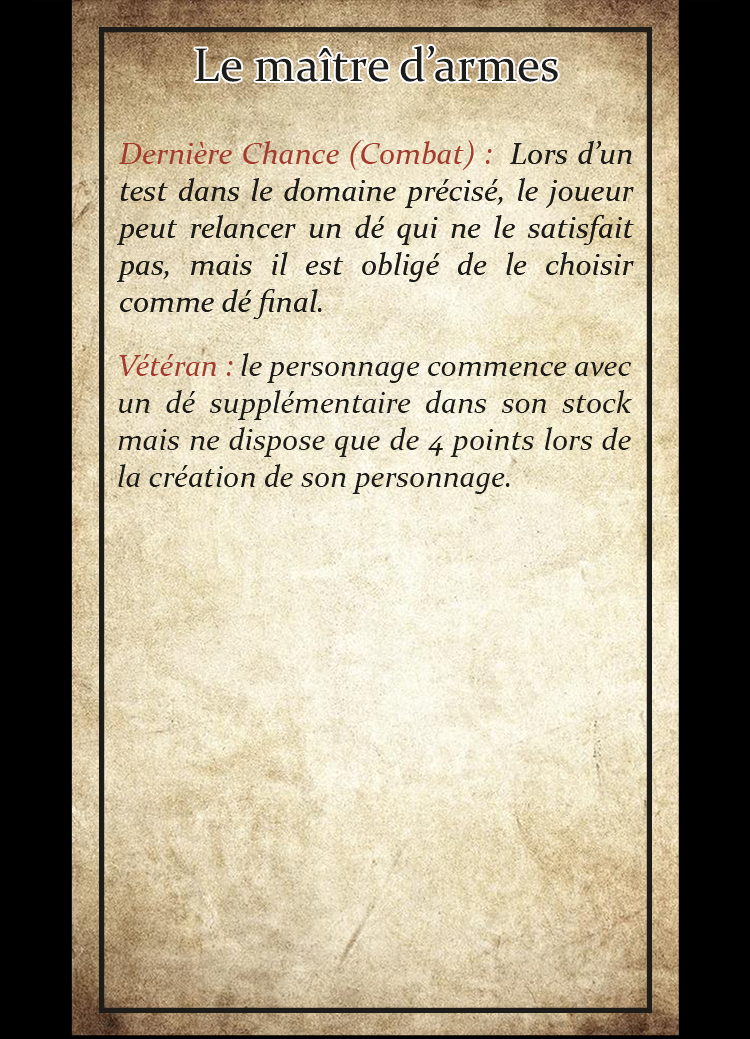 Le maître d’armes
Dernière Chance (Combat) : Lors d’un
test dans le domaine précisé, le joueur
peut relancer un dé qui ne le satisfait
pas, mais il est obligé de le choisir
comme dé final.
Vétéran : le personnage commence avec
un dé supplémentaire dans son stock
mais ne dispose que de 4 points lors de
la création de son personnage.